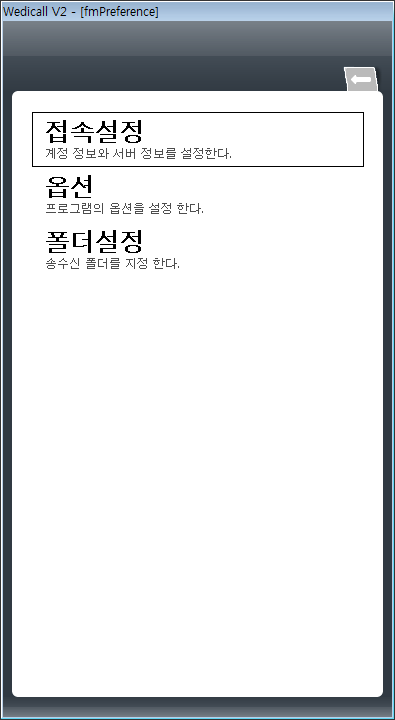 Wedicall V2 - [fmPreference]
접속설정
계정 정보와 서버 정보를 설정한다.
옵션
프로그램의 옵션을 설정 한다.
폴더설정
송수신 폴더를 지정 한다.